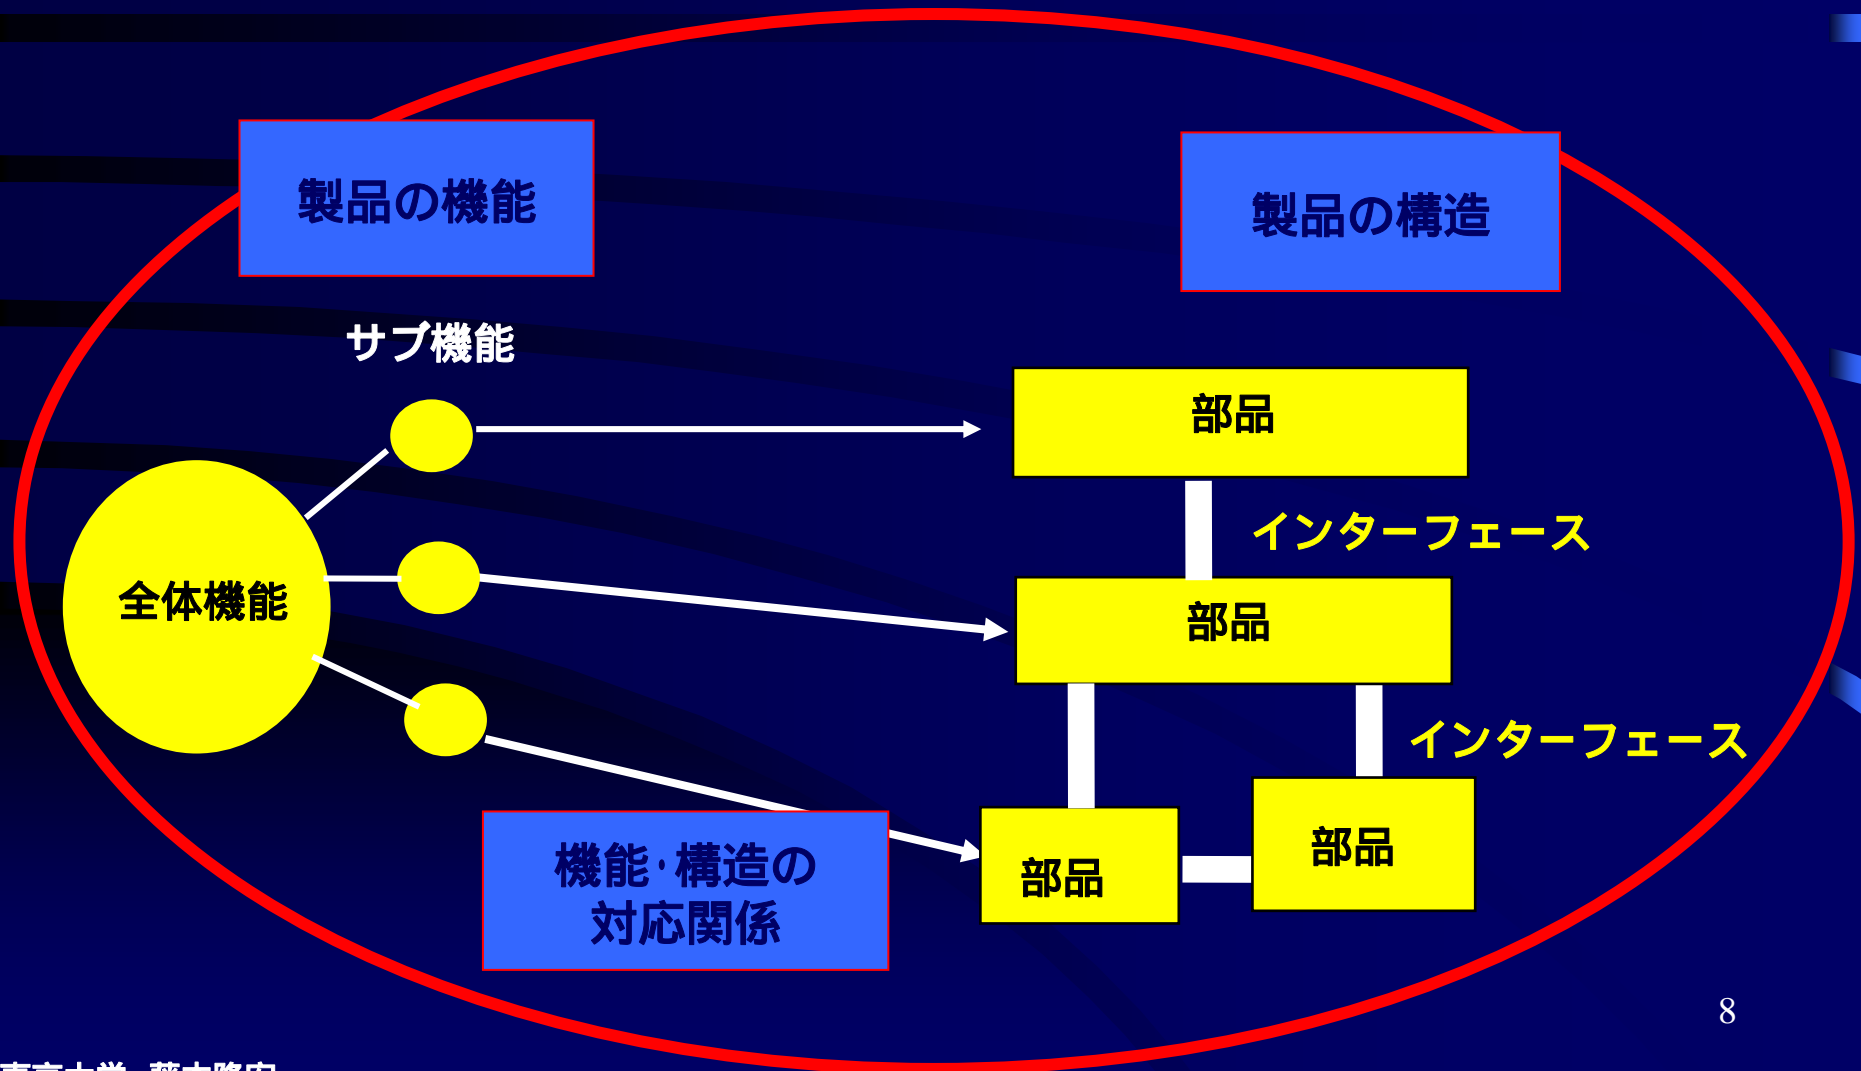 製品の機能
製品の構造
サブ機能
部品
インターフェース
全体機能
部品
インターフェース
部品
部品
機能・構造の
対応関係
8